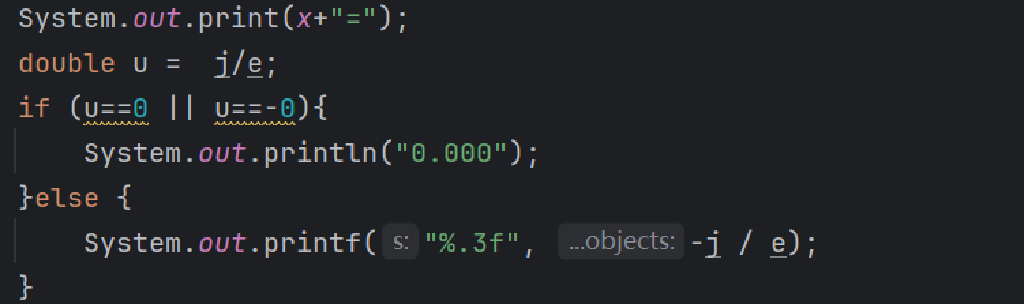 System.out.print(x+"=");
double u =  j/e;
if (u==0 || u==-0){
    System.out.println("0.000");
}else {
    System.out.printf( s: "%.3f",  ...objects: -j / e);
}